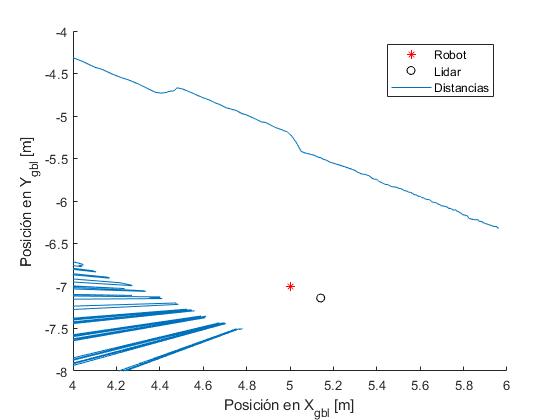 -4
-4.5
-5
-5.5
-6
-6.5
-7
-7.5
-8
Posición en Y_gbl [m]
Robot
Lidar
Distancias
4 4.2 4.4 4.6 4.8 5 5.2 5.4 5.6 5.8 6
Posición en X_gbl [m]